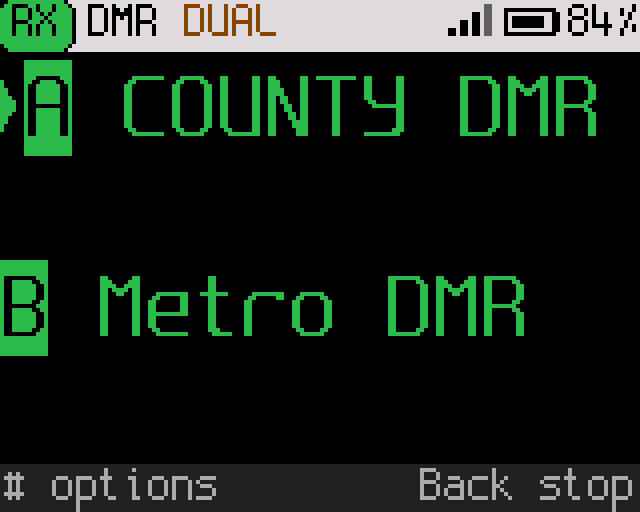 RX DMR DUAL 84%
A COUNTY DMR
B Metro DMR
# options Back stop